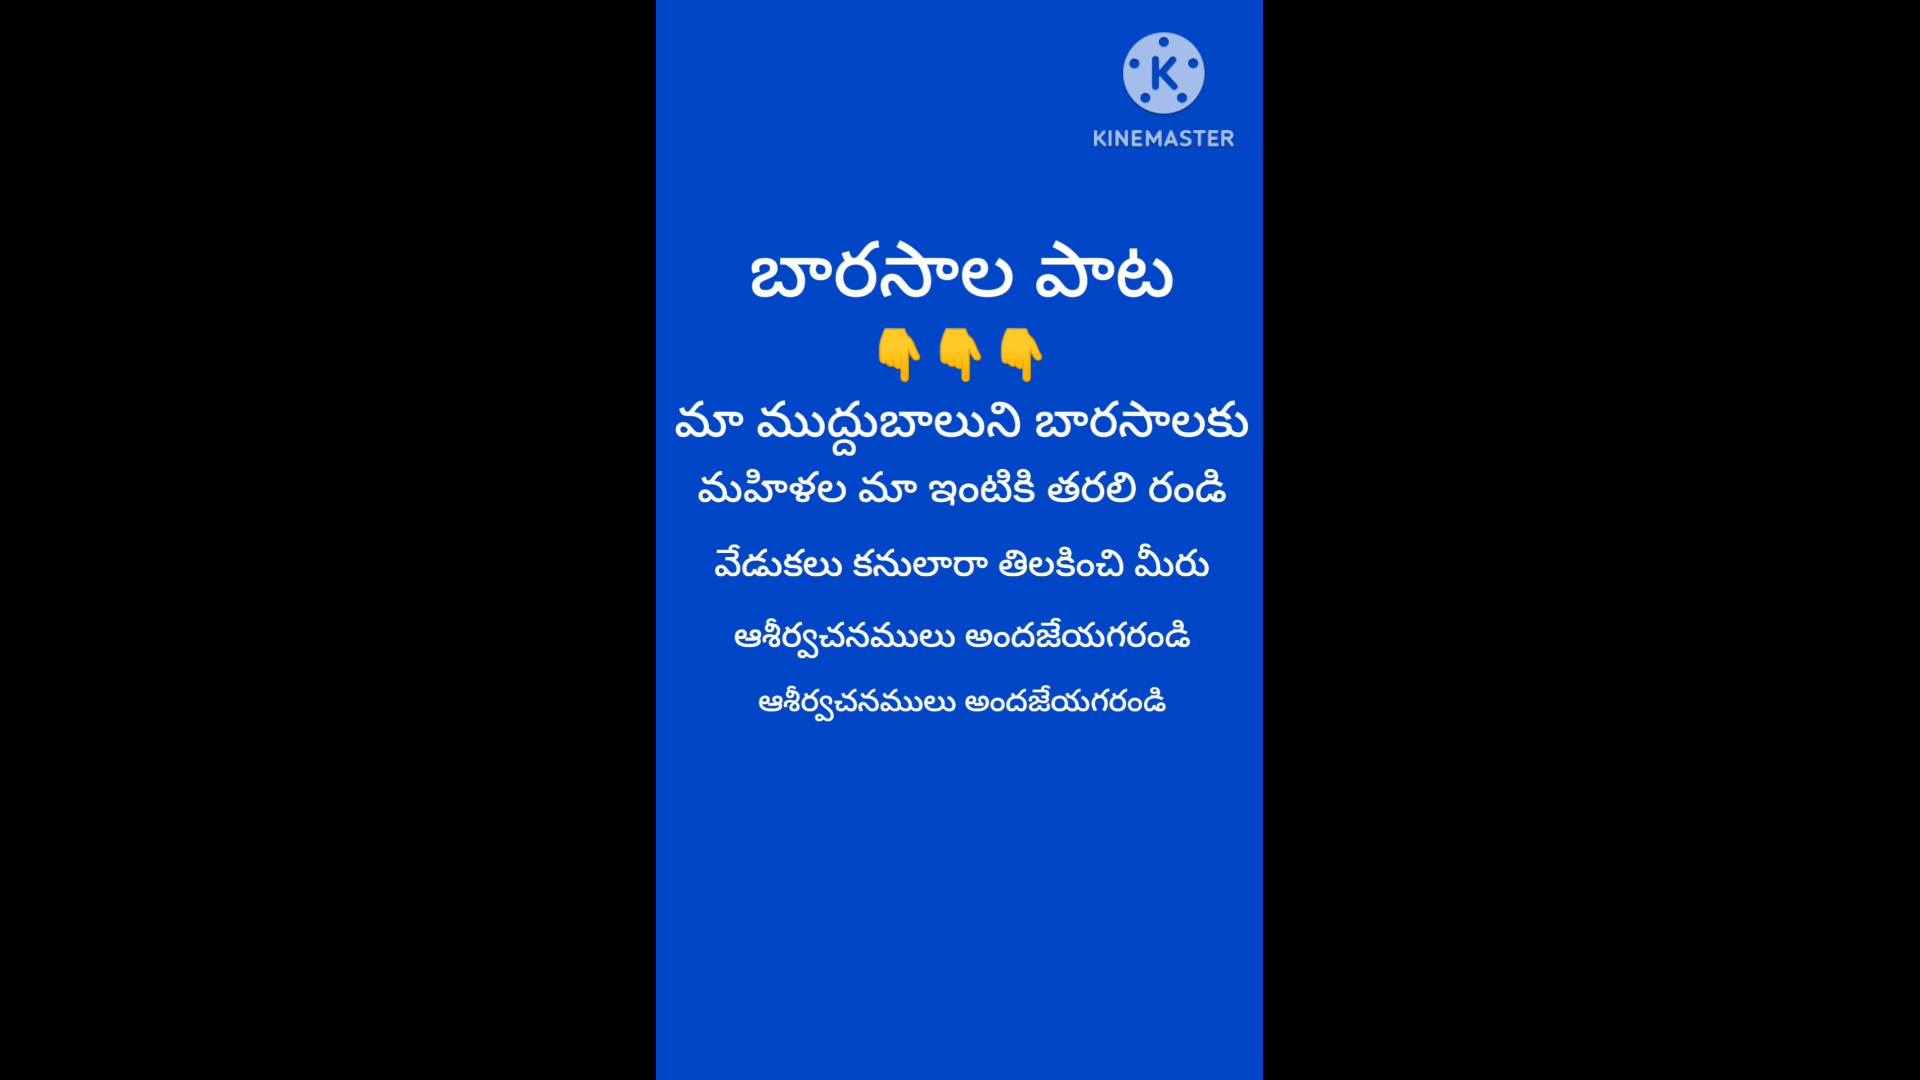 KINEMASTER
బారసాల పాట
👇👇👇
మా ముద్దుబాలుని బారసాలకు
మహిళల మా ఇంటికి తరలి రండి
వేడుకలు కనులారా తిలకించి మీరు
ఆశీర్వచనములు అందజేయగరండి
ఆశీర్వచనములు అందజేయగరండి